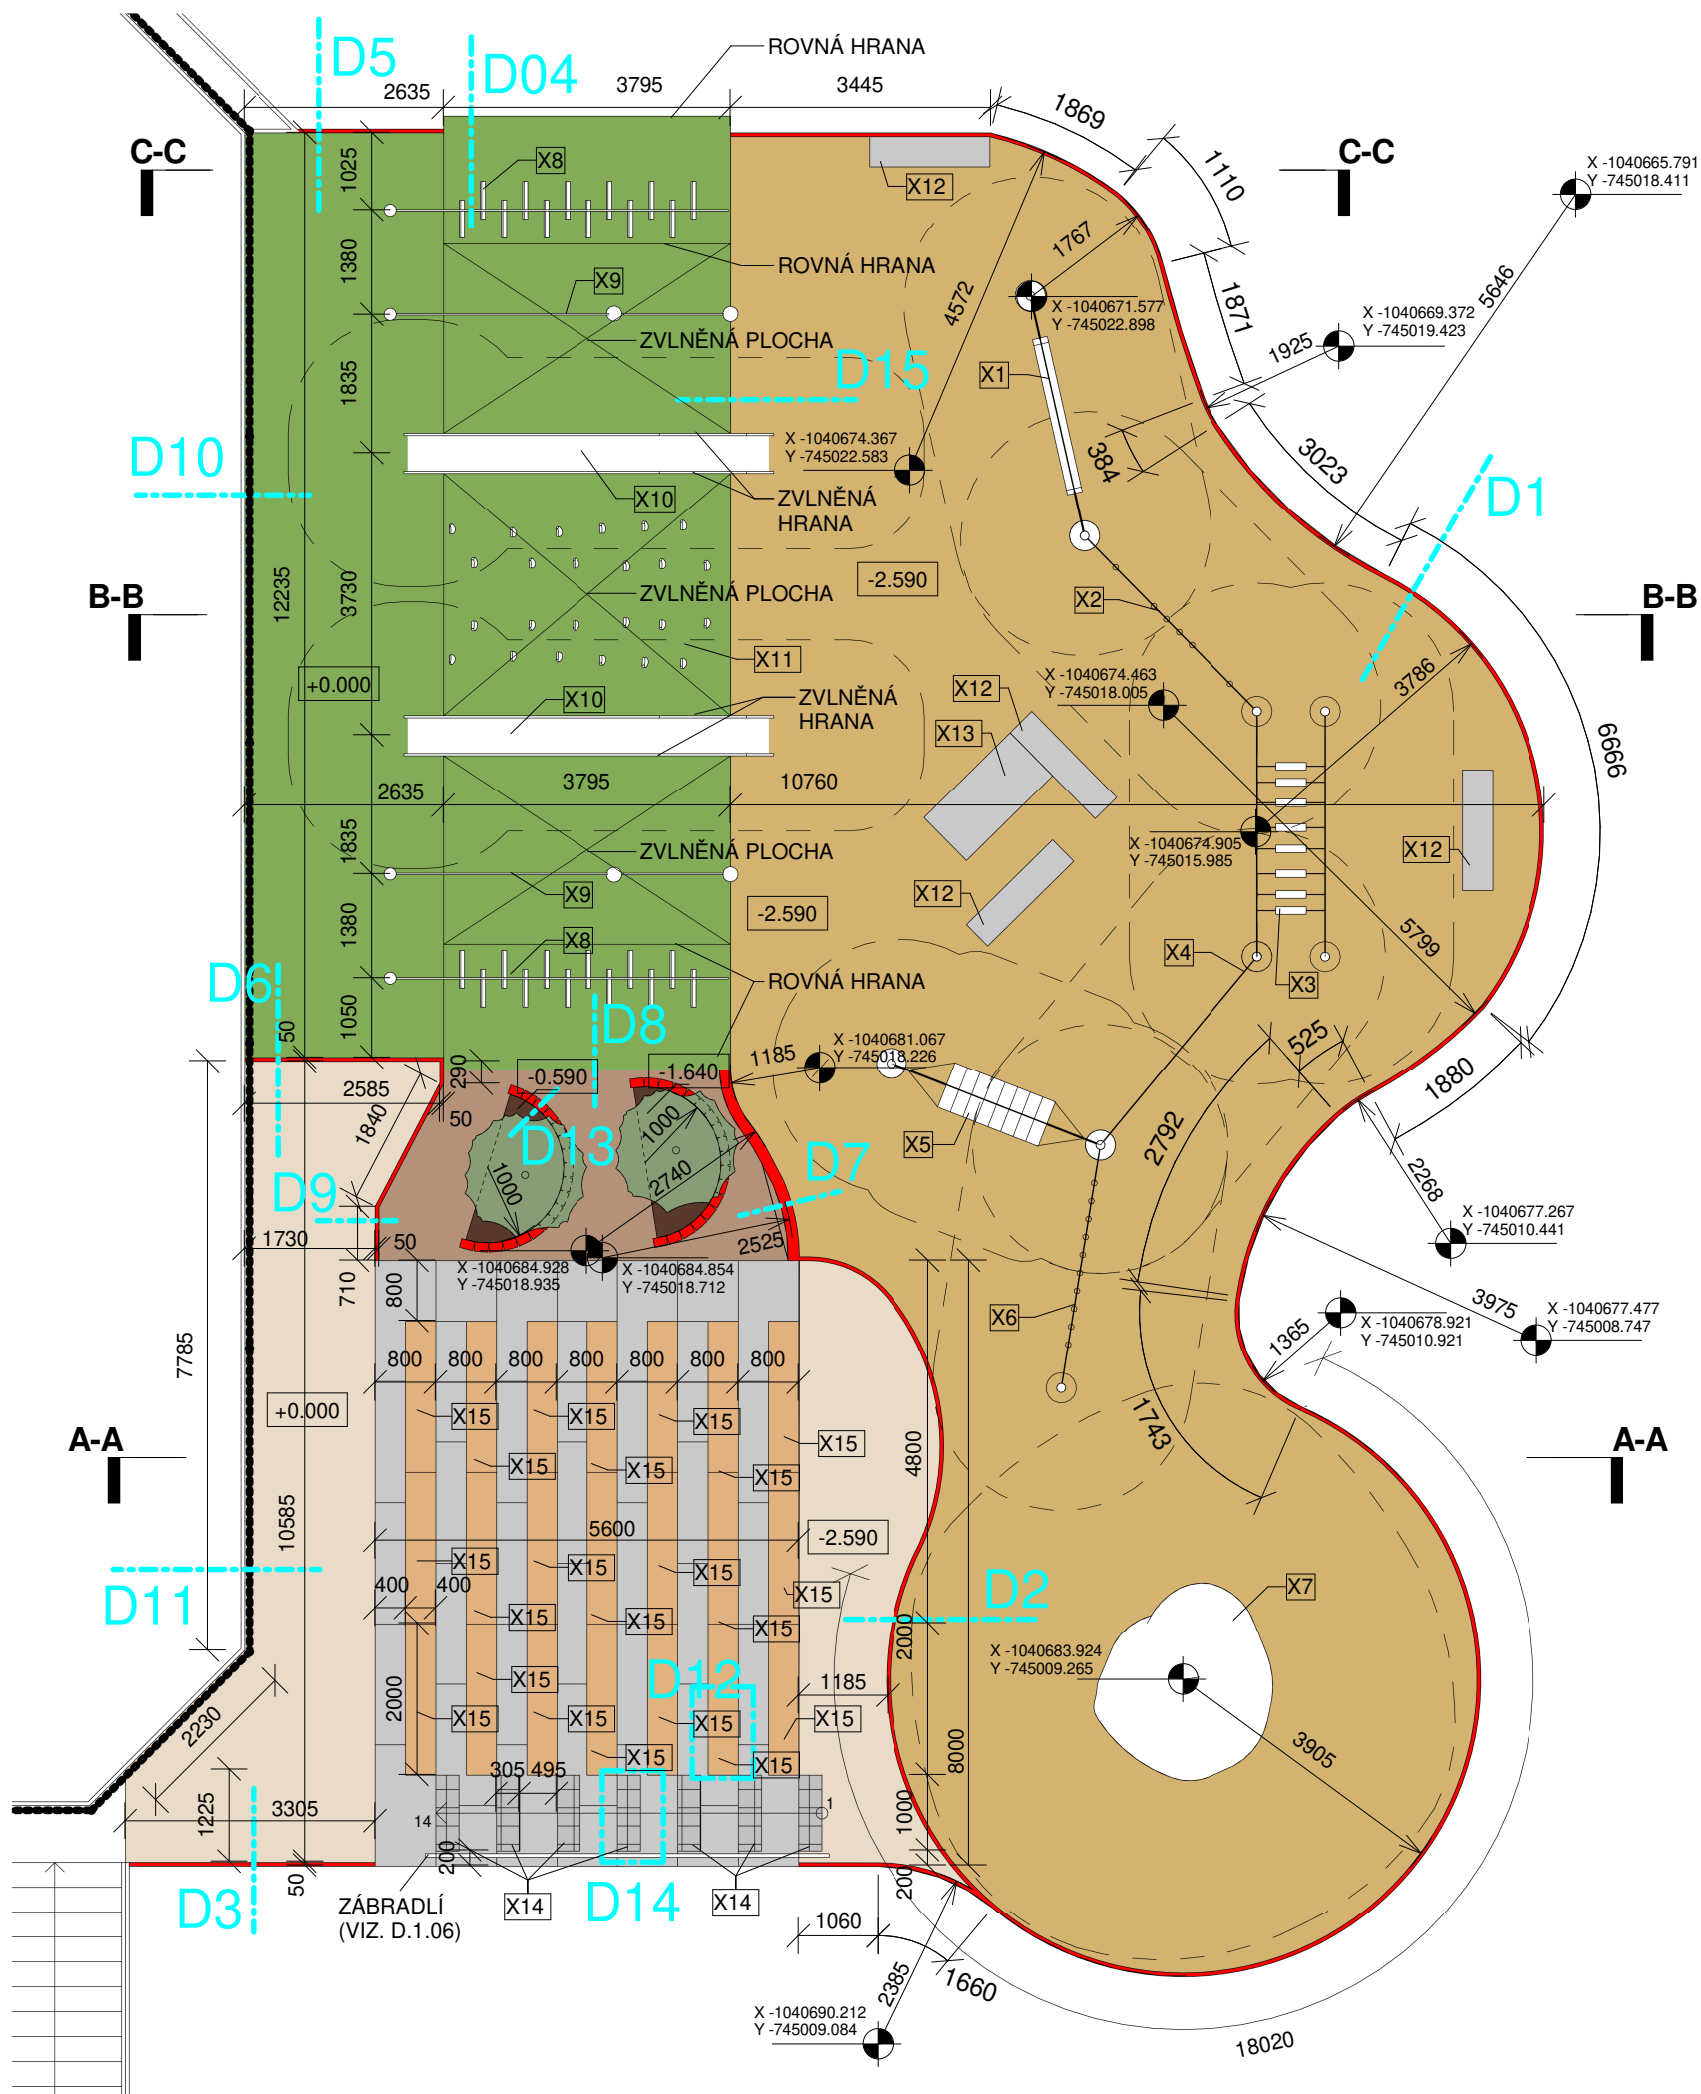 ROVNÁ HRANA
D5
D04
2635
3795
3445
1869
1110
C-C
C-C
X -1040665.791
Y -745018.411
1025
X8
X12
1767
1380
ROVNÁ HRANA
X9
4572
X -1040671.577
Y -745022.898
1871
5646
X -1040669.372
Y -745019.423
1925
ZVLNĚNÁ PLOCHA
D15
X1
1835
D10
X -1040674.367
Y -745022.583
384
3023
D1
X10
ZVLNĚNÁ
HRANA
-2.590
12235
3730
ZVLNĚNÁ PLOCHA
X2
B-B
B-B
X11
+0.000
X -1040674.463
Y -745018.005
3786
X12
X10
ZVLNĚNÁ
HRANA
X13
6666
2635
3795
10760
1835
ZVLNĚNÁ PLOCHA
X -1040674.905
Y -745015.985
X12
X9
X12
-2.590
1380
X8
5799
X4
D6
ROVNÁ HRANA
X3
1050
50
D8
1185
X -1040681.067
Y -745018.226
525
1880
290
-0.590
-1.640
2585
50
1840
1000
D13
X5
2792
2740
D7
1000
2268
D9
1730
50
2525
X -1040677.267
Y -745010.441
710
800
X -1040684.928
Y -745018.935
X -1040684.854
Y -745018.712
X6
3975
X -1040677.477
Y -745008.747
X -1040678.921
Y -745010.921
1365
7785
800
800
800
800
800
800
800
+0.000
X15
X15
X15
1743
A-A
A-A
X15
X15
X15
X15
4800
10585
5600
-2.590
D11
X15
X15
X15
X15
400
400
X15
X15
X15
D2
2000
X -1040683.924
Y -745009.265
X7
X15
D12
1185
2000
X15
X15
X15
X15
2230
X15
X15
8000
3905
305
495
1225
3305
14
1
1000
200
50
200
D3
ZÁBRADLÍ
(VIZ. D.1.06)
X14
D14
X14
1060
1660
2385
X -1040690.212
Y -745009.084
18020